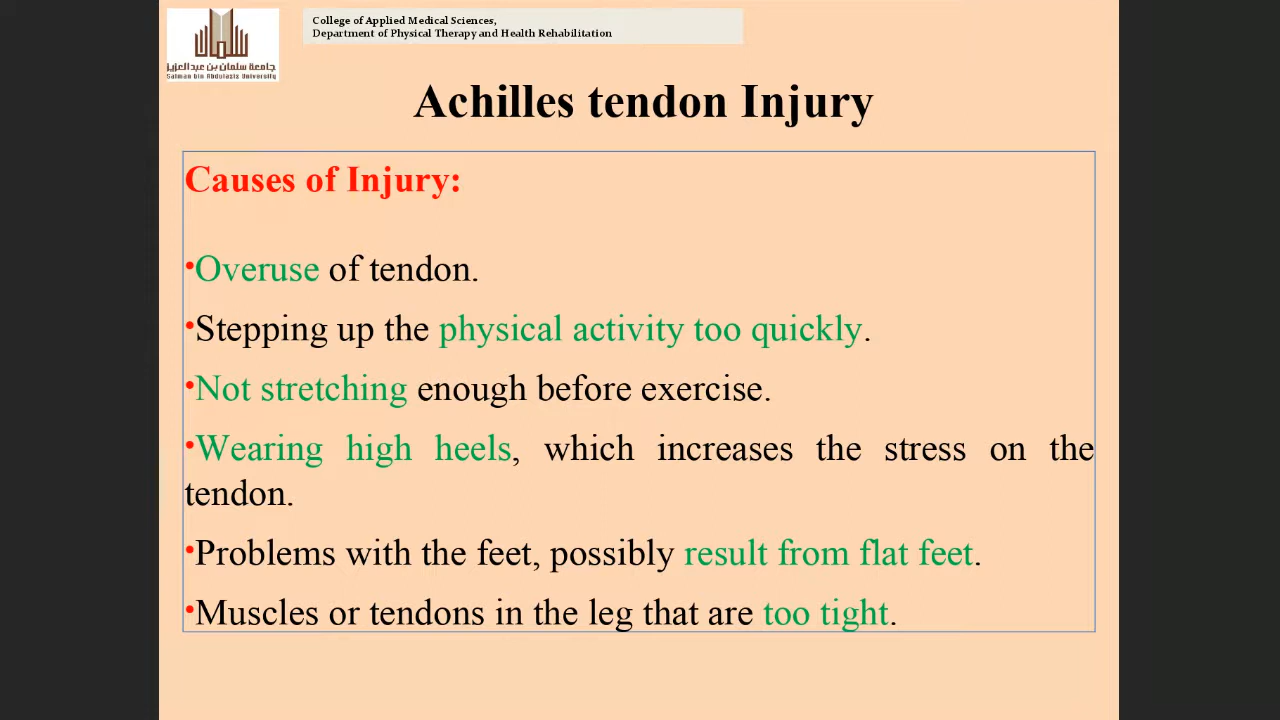 جامعة سلمان بن عبدالعزيز
Salman bin Abdulaziz University
College of Applied Medical Sciences,
Department of Physical Therapy and Health Rehabilitation
Achilles tendon Injury
Causes of Injury:
•Overuse of tendon.
•Stepping up the physical activity too quickly.
•Not stretching enough before exercise.
•Wearing high heels, which increases the stress on the
tendon.
•Problems with the feet, possibly result from flat feet.
•Muscles or tendons in the leg that are too tight.